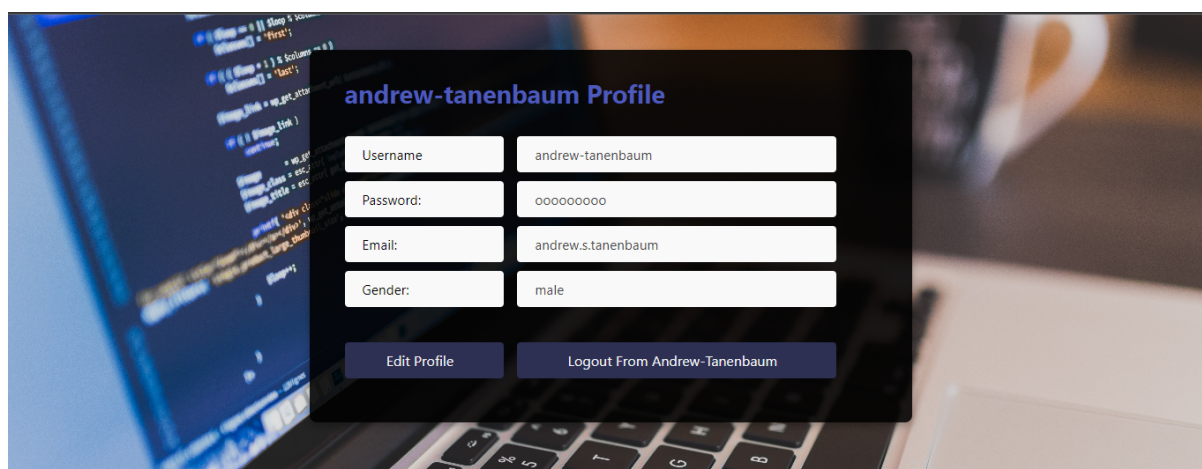 andrew-tanenbaum Profile
Username andrew-tanenbaum
Password: ooooooooo
Email: andrew.s.tanenbaum
Gender: male
Edit Profile Logout From Andrew-Tanenbaum